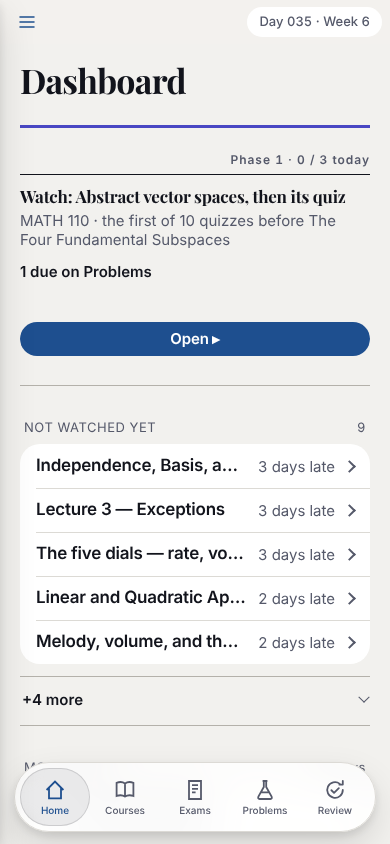 Day 035 · Week 6
Dashboard
Phase 1 · 0 / 3 today
Watch: Abstract vector spaces, then its quiz
MATH 110 · the first of 10 quizzes before The
Four Fundamental Subspaces
1 due on Problems
Open ▸
NOT WATCHED YET 9
Independence, Basis, a... 3 days late
Lecture 3 — Exceptions 3 days late
The five dials — rate, vo... 3 days late
Linear and Quadratic Ap... 2 days late
Melody, volume, and th... 2 days late
+4 more
Home Courses Exams Problems Review